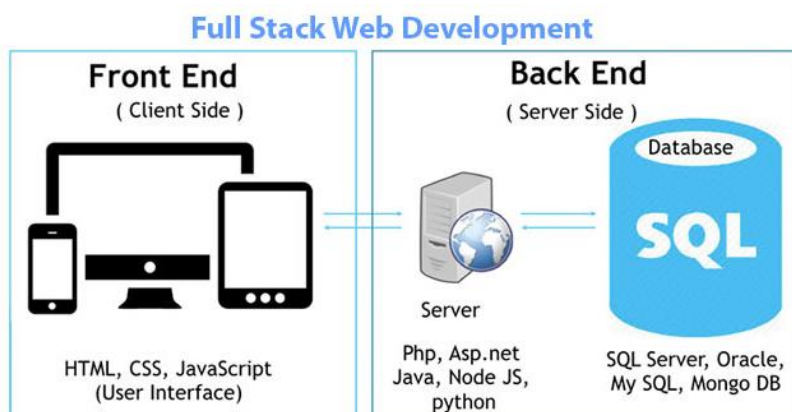 Full Stack Web Development
Front End
( Client Side )
HTML, CSS, JavaScript
(User Interface)
Back End
( Server Side )
Server
Php, Asp.net
Java, Node JS,
python
Database
SQL
SQL Server, Oracle,
My SQL, Mongo DB